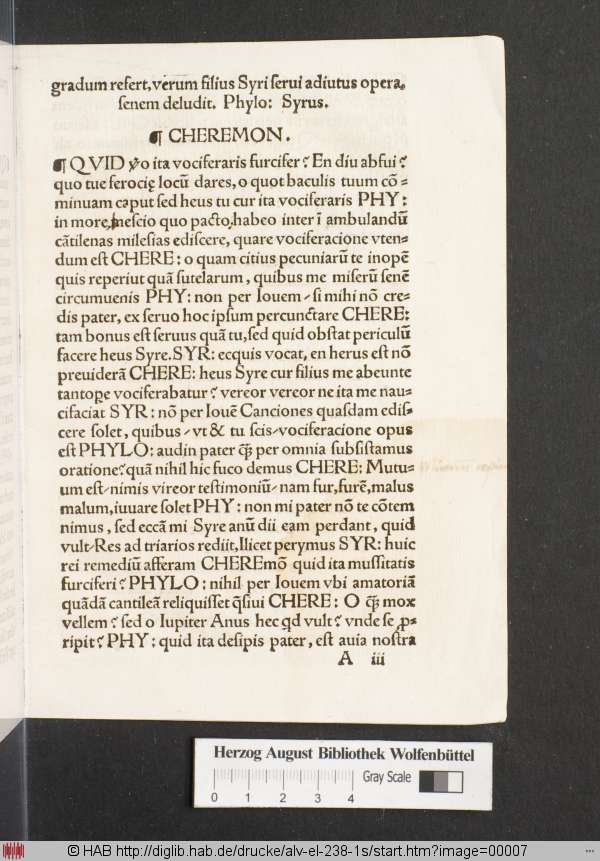 gradum refert, verum filius Syri serui adiutus opera,
senem deludit. Phylo: Syrus.
¶ CHEREMON.
¶ QVID ꝟo ita vociferaris furcifer? En diu abfui?
quo tue ferocię locū dares, o quot baculis tuum cō=
minuam caput sed heus tu cur ita vociferaris PHY:
in more, nescio quo pacto, habeo inter ī ambulandū
cātilenas milesias ediscere, quare vociferacione vten=
dum est CHERE: o quam citius pecuniarū te inopē
quis reperiut quā sutelarum, quibus me miserū senē
circumuenis PHY: non per Iouem / si mihi nō cre=
dis pater, ex seruo hoc ipsum percunctare CHERE:
tam bonus est seruus quā tu, sed quid obstat periculū
facere heus Syre. SYR: ecquis vocat, en herus est nō
preuiderā CHERE: heus Syre cur filius me abeunte
tantoꝑe vociferabatur? vereor vereor ne ita me nau=
cifaciat SYR: nō per Iouē Canciones quasdam edis=
cere solet, quibus / vt & tu scis / vociferacione opus
est PHYLO: audin pater qͫ per omnia subsistamus
oratione? quā nihil hic fuco demus CHERE: Mutu=
um est / nimis vireor testimoniū / nam fur, furē, malus
malum, iuuare solet PHY: non mi pater nō te cōtem
nimus, sed eccā mi Syre anū dii eam perdant, quid
vult / Res ad triarios rediit, Ilicet perymus SYR: huic
rei remediū afferam CHEREmō quid ita mussitatis
furciferi? PHYLO: nihil per Iouem vbi amatoriā
quādā cantileā reliquisset q̄siui CHERE: O qͫ mox
vellem? sed o Iupiter Anus hec qd vult? vnde se ꝓ=
ripit? PHY: quid ita desipis pater, est auia nostra
A iii
Herzog August Bibliothek Wolfenbüttel
Gray Scale
0 1 2 3 4
© HAB http://diglib.hab.de/drucke/alv-el-238-1s/start.htm?image=00007